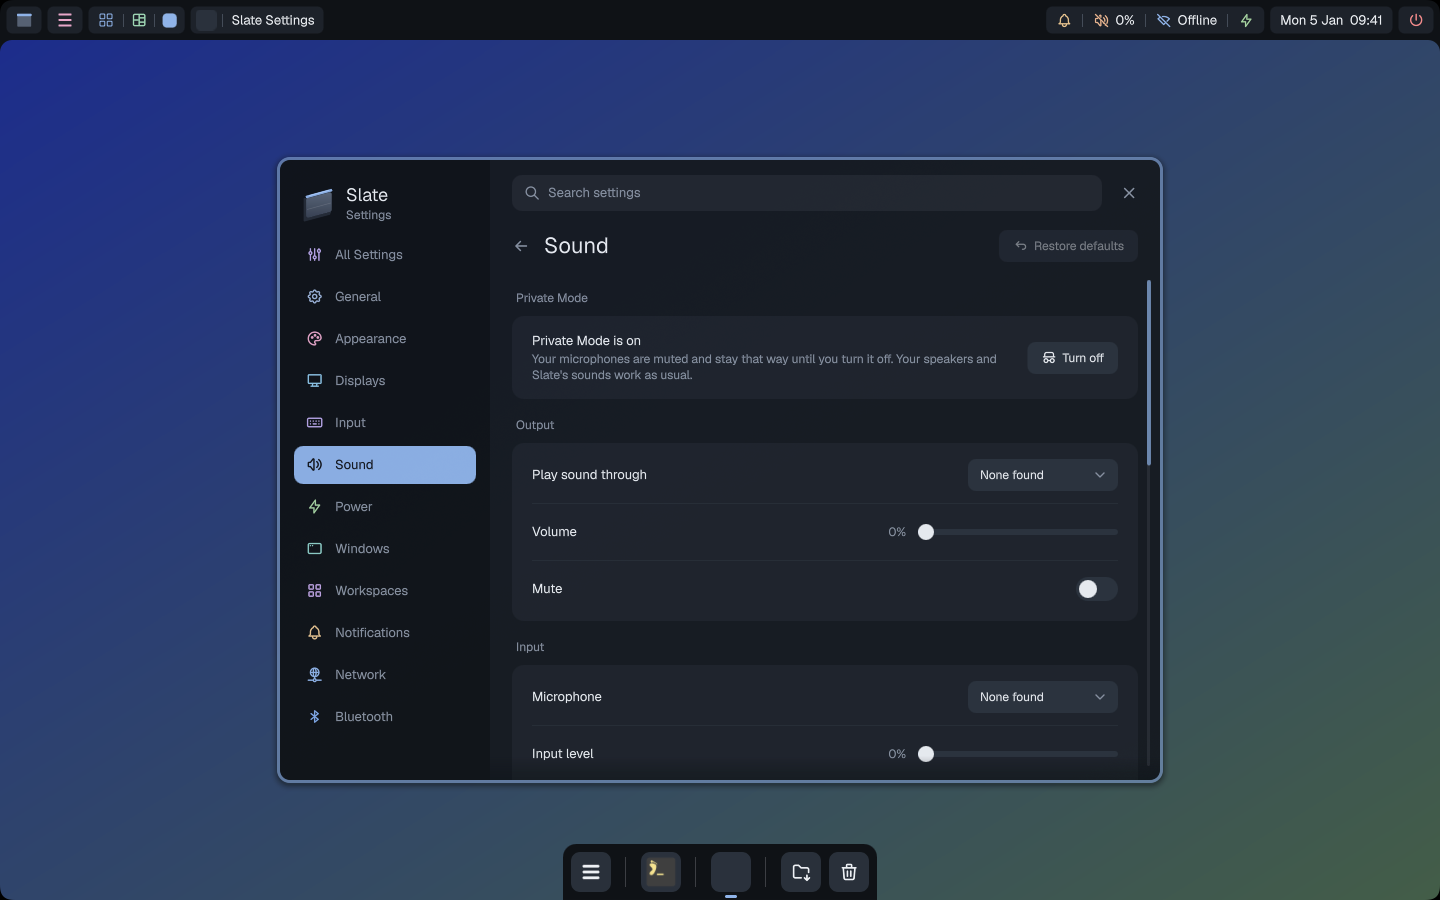 Slate Settings
0%
Offline
Mon 5 Jan 09:41
Slate
Settings
All Settings
General
Appearance
Displays
Input
Sound
Power
Windows
Workspaces
Notifications
Network
Bluetooth
Search settings
Sound
Restore defaults
Private Mode
Private Mode is on
Your microphones are muted and stay that way until you turn it off. Your speakers and
Slate's sounds work as usual.
Turn off
Output
Play sound through
None found
Volume
0%
Mute
Input
Microphone
None found
Input level
0%